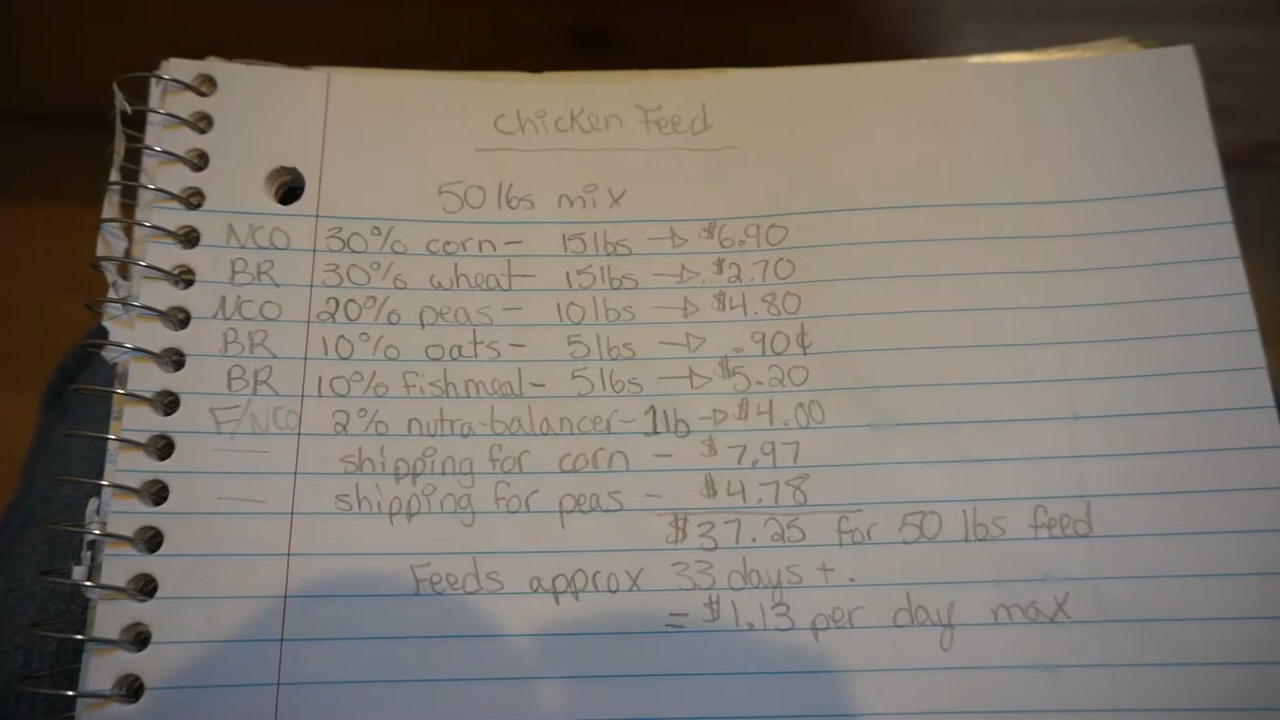 Chicken Feed
50 lbs mix
NCO 30% corn- 15lbs → $6.90
BR 30% wheat- 15lbs → $2.70
NCO 20% peas- 10lbs → $4.80
BR 10% oats- 5lbs → .90¢
BR 10% fishmeal- 5lbs → $5.20
F/NCO 2% nutra-balancer- 1lb → $4.00
— shipping for corn - $7.97
— shipping for peas - $4.78
$37.25 for 50 lbs feed
Feeds approx 33 days +.
= $1.13 per day max